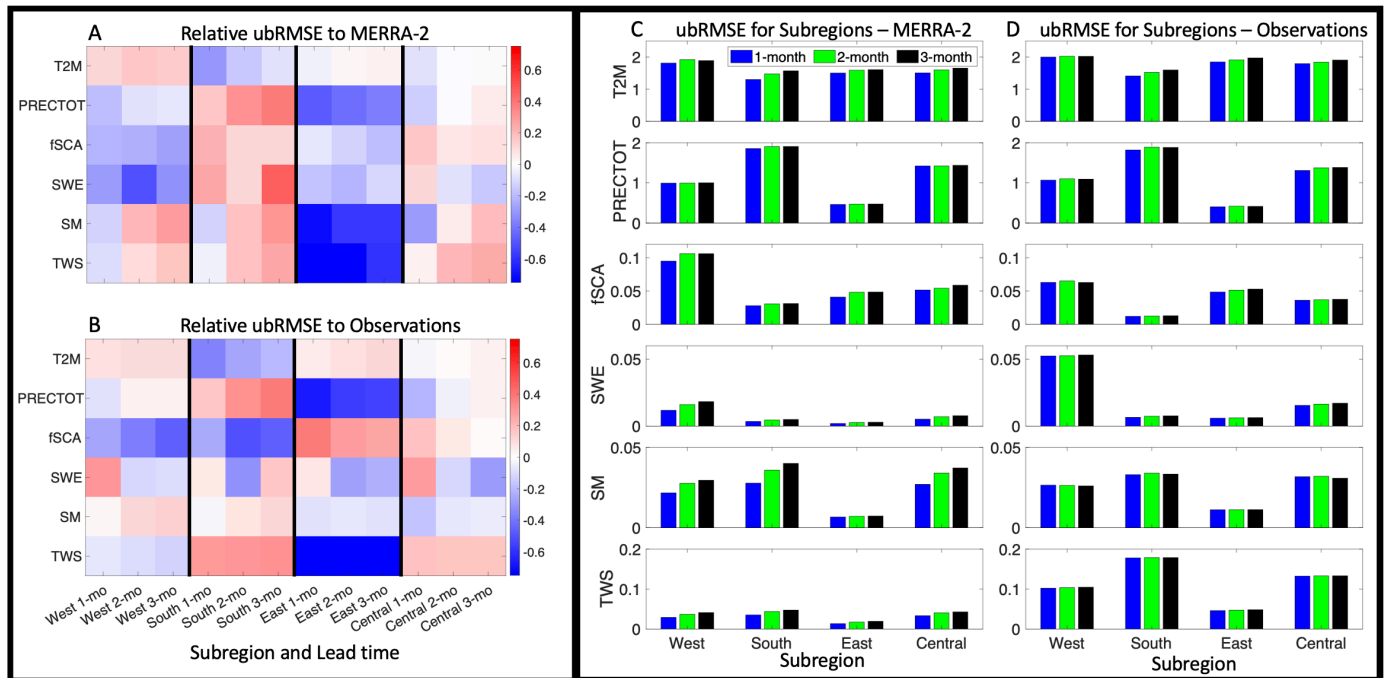 A
Relative ubRMSE to MERRA-2
T2M
PRECTOT
fSCA
SWE
SM
TWS
0.6
0.4
0.2
0
-0.2
-0.4
-0.6
B
Relative ubRMSE to Observations
T2M
PRECTOT
fSCA
SWE
SM
TWS
0.6
0.4
0.2
0
-0.2
-0.4
-0.6
West 1-mo
West 2-mo
West 3-mo
South 1-mo
South 2-mo
South 3-mo
East 1-mo
East 2-mo
East 3-mo
Central 1-mo
Central 2-mo
Central 3-mo
Subregion and Lead time
C
ubRMSE for Subregions – MERRA-2
1-month
2-month
3-month
T2M
2
1
0
PRECTOT
2
1
0
fSCA
0.1
0.05
0
SWE
0.05
0
SM
0.05
0
TWS
0.2
0.1
0
West
South
East
Central
Subregion
D
ubRMSE for Subregions – Observations
2
1
0
2
1
0
0.1
0.05
0
0.05
0
0.05
0
0.2
0.1
0
West
South
East
Central
Subregion